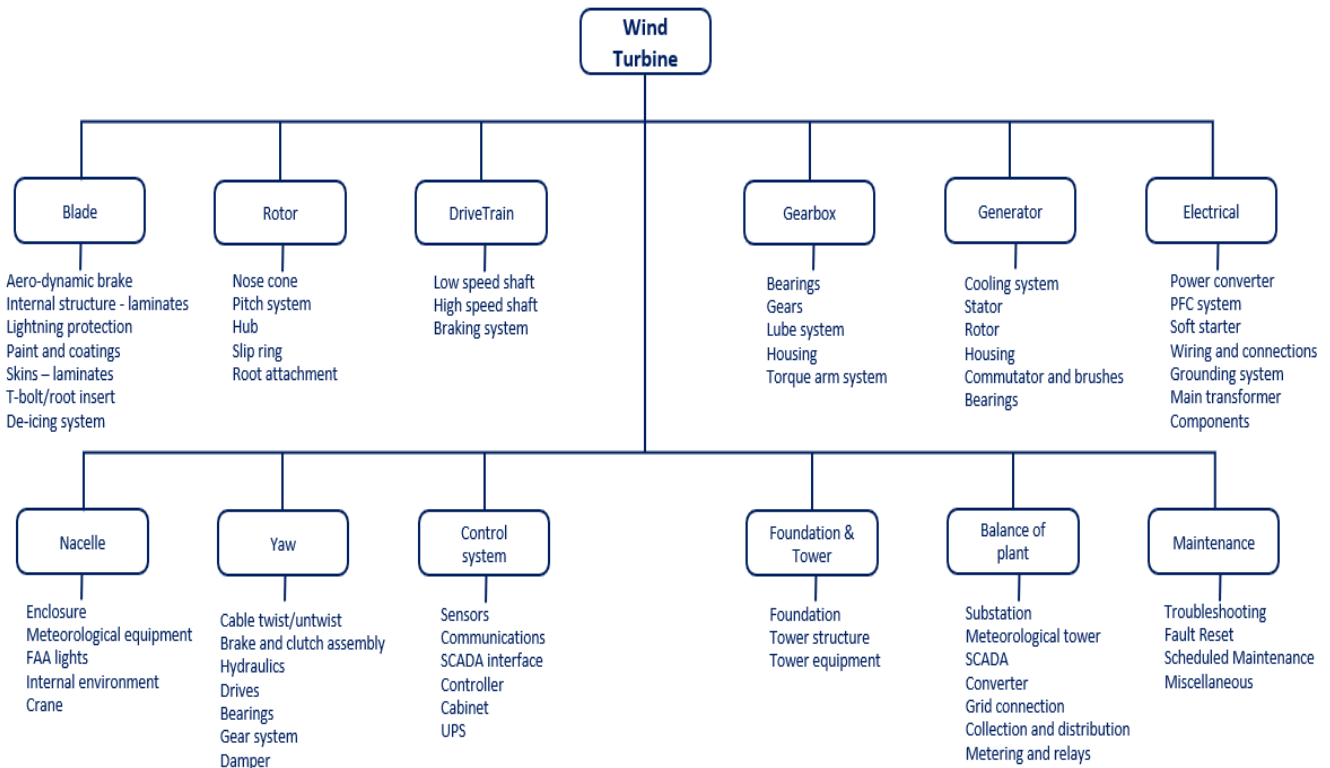 Wind
Turbine
Blade
Rotor
DriveTrain
Gearbox
Generator
Electrical
Aero-dynamic brake
Internal structure - laminates
Lightning protection
Paint and coatings
Skins – laminates
T-bolt/root insert
De-icing system
Nose cone
Pitch system
Hub
Slip ring
Root attachment
Low speed shaft
High speed shaft
Braking system
Bearings
Gears
Lube system
Housing
Torque arm system
Cooling system
Stator
Rotor
Housing
Commutator and brushes
Bearings
Power converter
PFC system
Soft starter
Wiring and connections
Grounding system
Main transformer
Components
Nacelle
Yaw
Control
system
Foundation &
Tower
Balance of
plant
Maintenance
Enclosure
Meteorological equipment
FAA lights
Internal environment
Crane
Cable twist/untwist
Brake and clutch assembly
Hydraulics
Drives
Bearings
Gear system
Damper
Sensors
Communications
SCADA interface
Controller
Cabinet
UPS
Foundation
Tower structure
Tower equipment
Substation
Meteorological tower
SCADA
Converter
Grid connection
Collection and distribution
Metering and relays
Troubleshooting
Fault Reset
Scheduled Maintenance
Miscellaneous